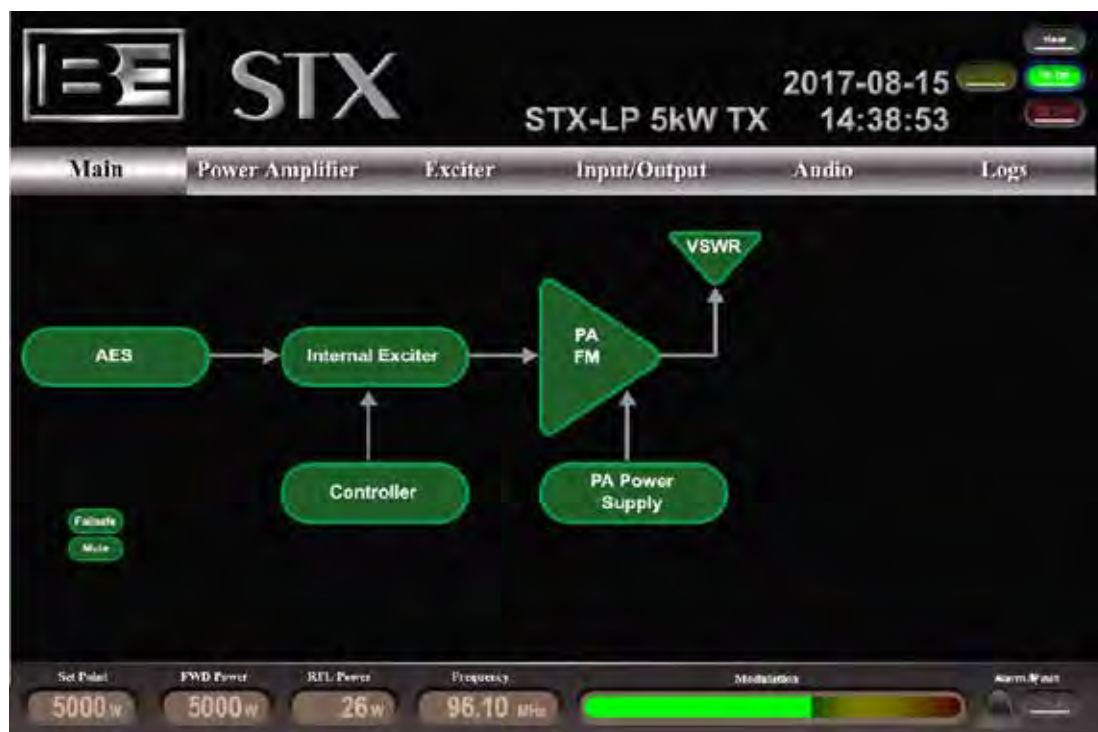 BE STX
2017-08-15
STX-LP 5kW TX 14:38:53
Main Power Amplifier Exciter Input/Output Audio Logs
VSWR
AES
Internal Exciter
PA
FM
Controller
PA Power
Supply
Failsafe
Mute
Set Point FWD Power RFL Power Frequency Modulation Alarm/Fault
5000 W 5000 W 26 W 96.10 MHz